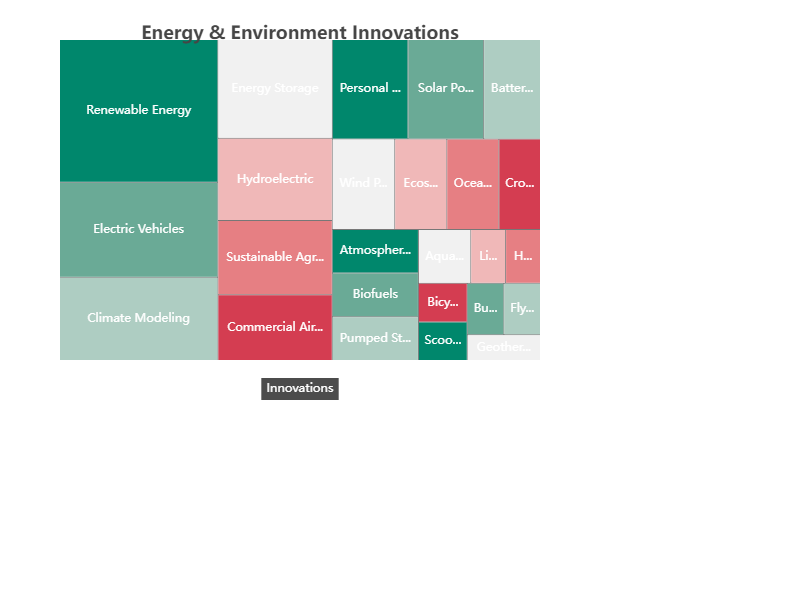 Energy & Environment Innovations
Renewable Energy
Electric Vehicles
Climate Modeling
Energy Storage
Hydroelectric
Sustainable Agr...
Commercial Air...
Personal ...
Solar Po...
Batter...
Wind P...
Ecos...
Ocea...
Cro...
Atmospher...
Biofuels
Pumped St...
Aqua...
Li...
H...
Bicy...
Scoo...
Bu...
Fly...
Geother...
Innovations